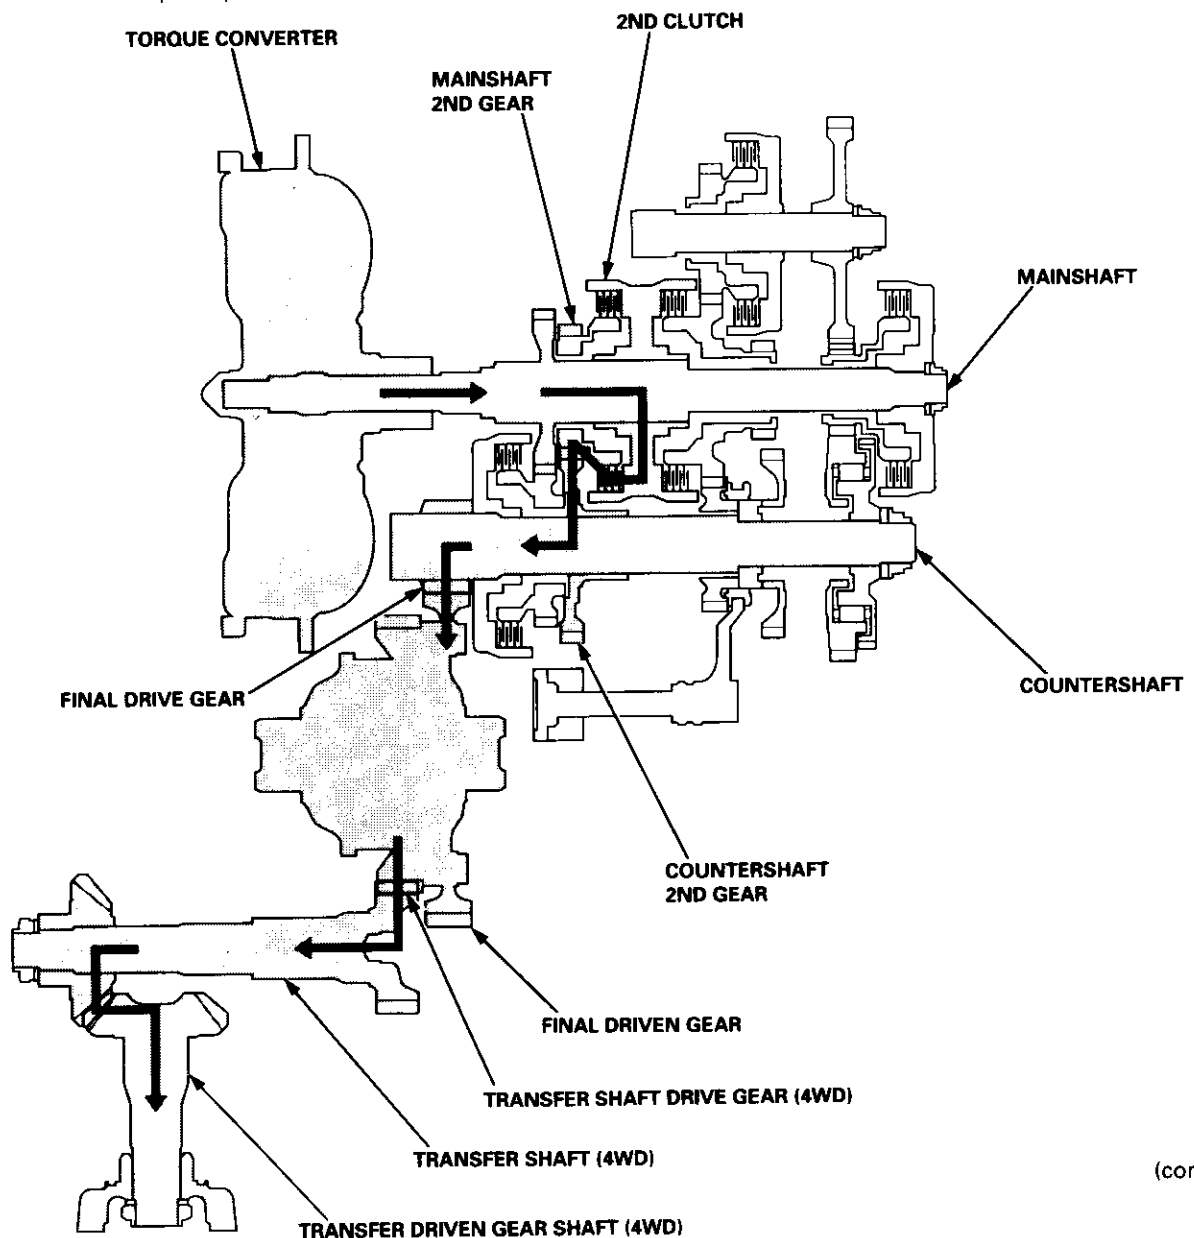 2ND CLUTCH
TORQUE CONVERTER
MAINSHAFT
2ND GEAR
MAINSHAFT
FINAL DRIVE GEAR
COUNTERSHAFT
COUNTERSHAFT
2ND GEAR
FINAL DRIVEN GEAR
TRANSFER SHAFT DRIVE GEAR (4WD)
TRANSFER SHAFT (4WD)
(cor
TRANSFER DRIVEN GEAR SHAFT (4WD)